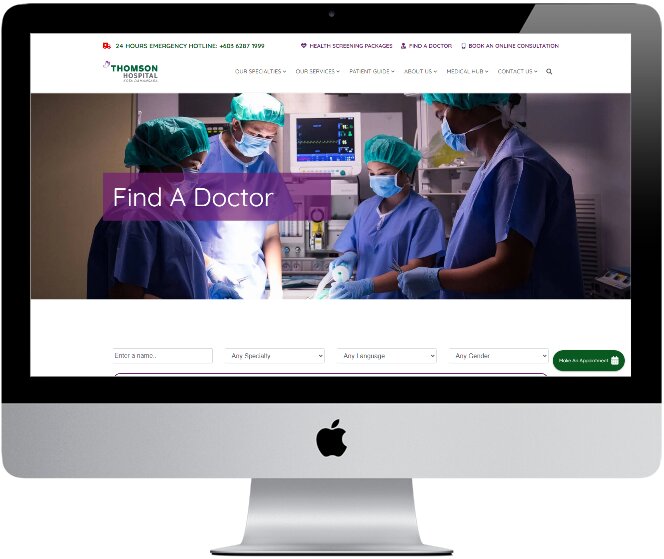 24 HOURS EMERGENCY HOTLINE: +603 6287 1999
HEALTH SCREENING PACKAGES
FIND A DOCTOR
BOOK AN ONLINE CONSULTATION
THOMSON
HOSPITAL
KOTA DAMANSARA
OUR SPECIALTIES
OUR SERVICES
PATIENT GUIDE
ABOUT US
MEDICAL HUB
CONTACT US
Find A Doctor
Enter a name..
Any Specialty
Any Language
Any Gender
Make An Appointment